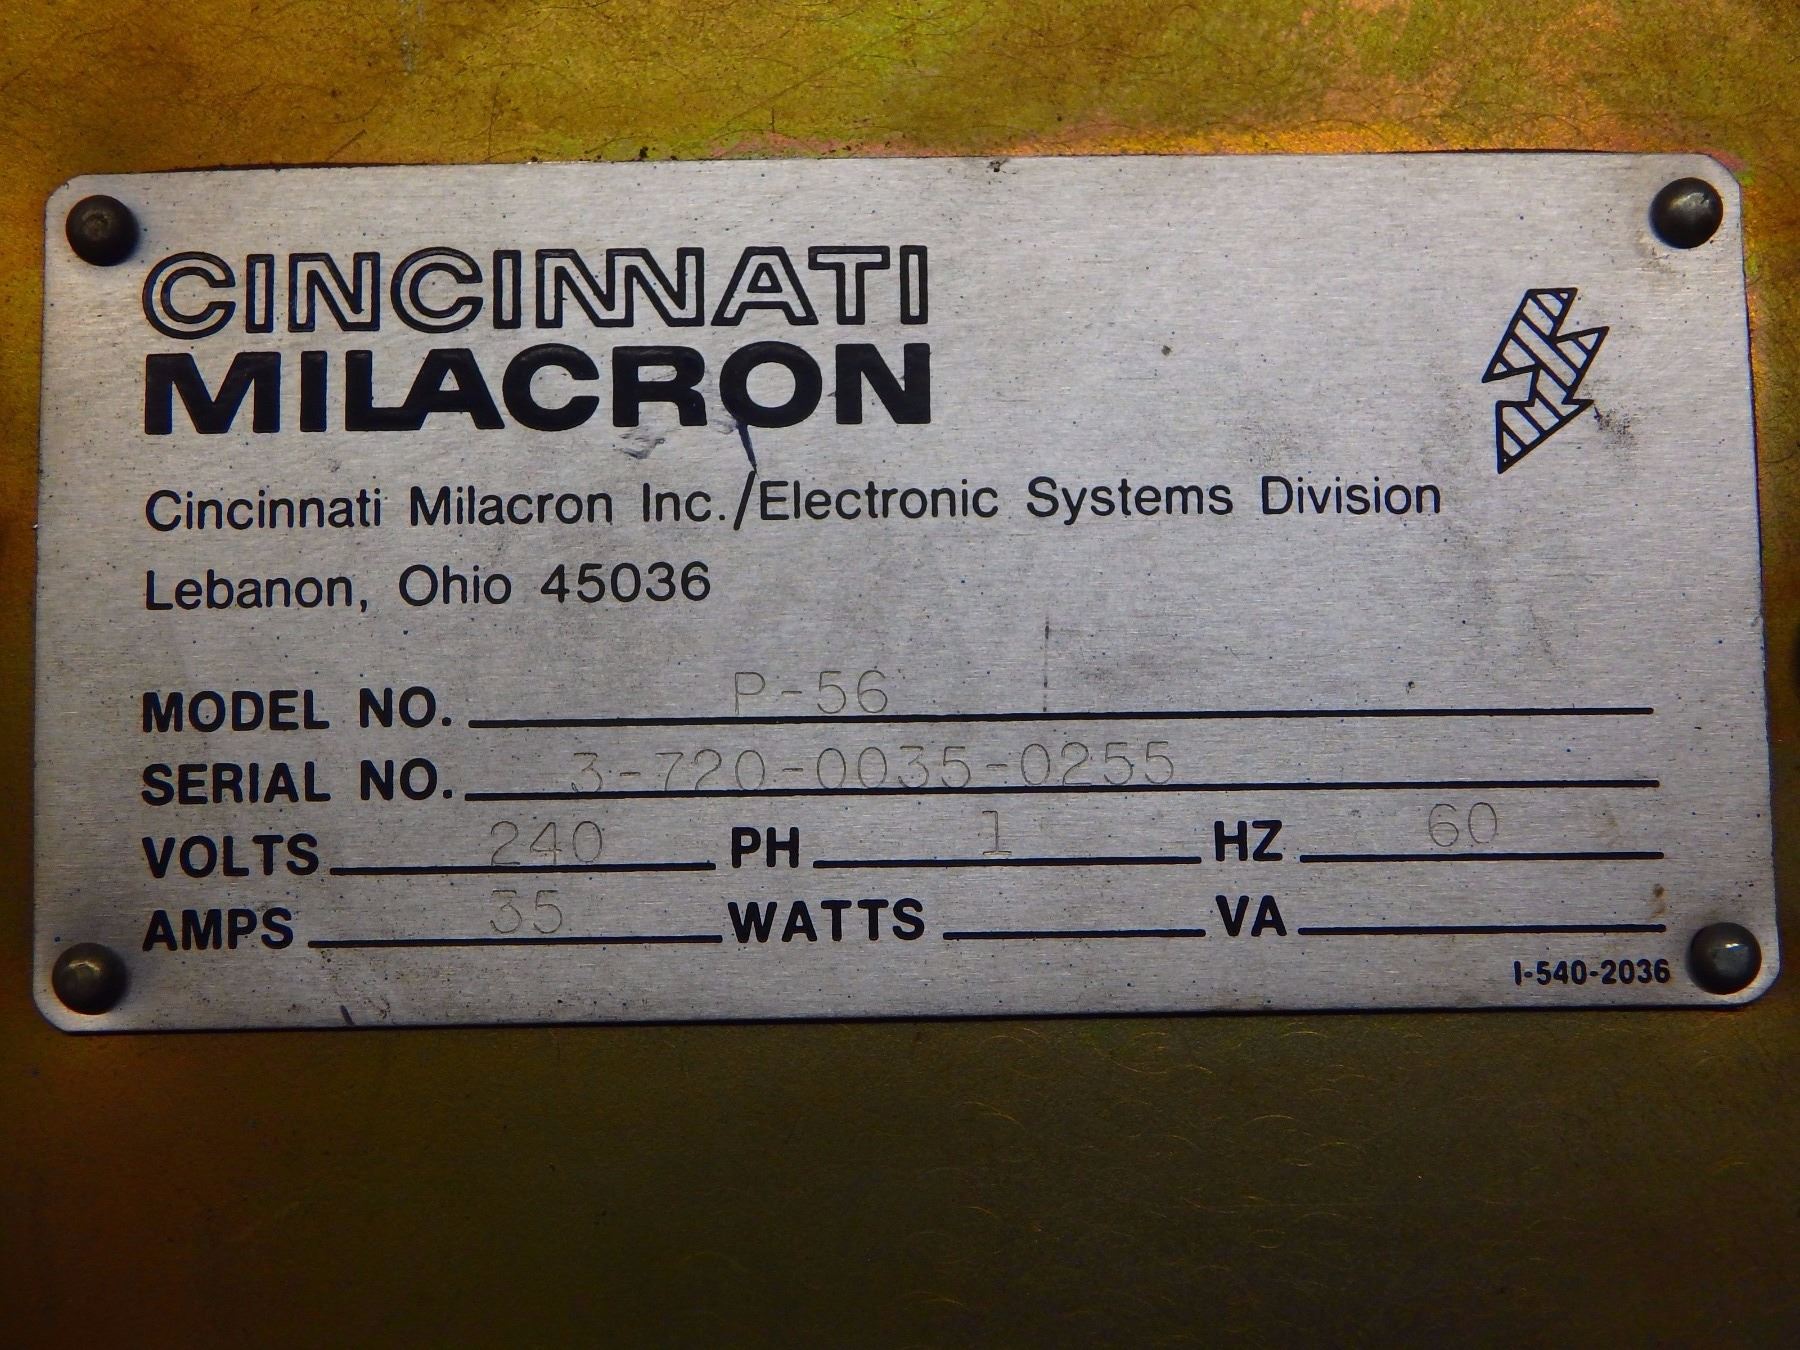 CINCINNATI
MILACRON
Cincinnati Milacron Inc./Electronic Systems Division
Lebanon, Ohio 45036
MODEL NO. P-56
SERIAL NO. 3-720-0035-0255
VOLTS 240 PH 1 HZ 60
AMPS 35 WATTS VA
I-540-2036